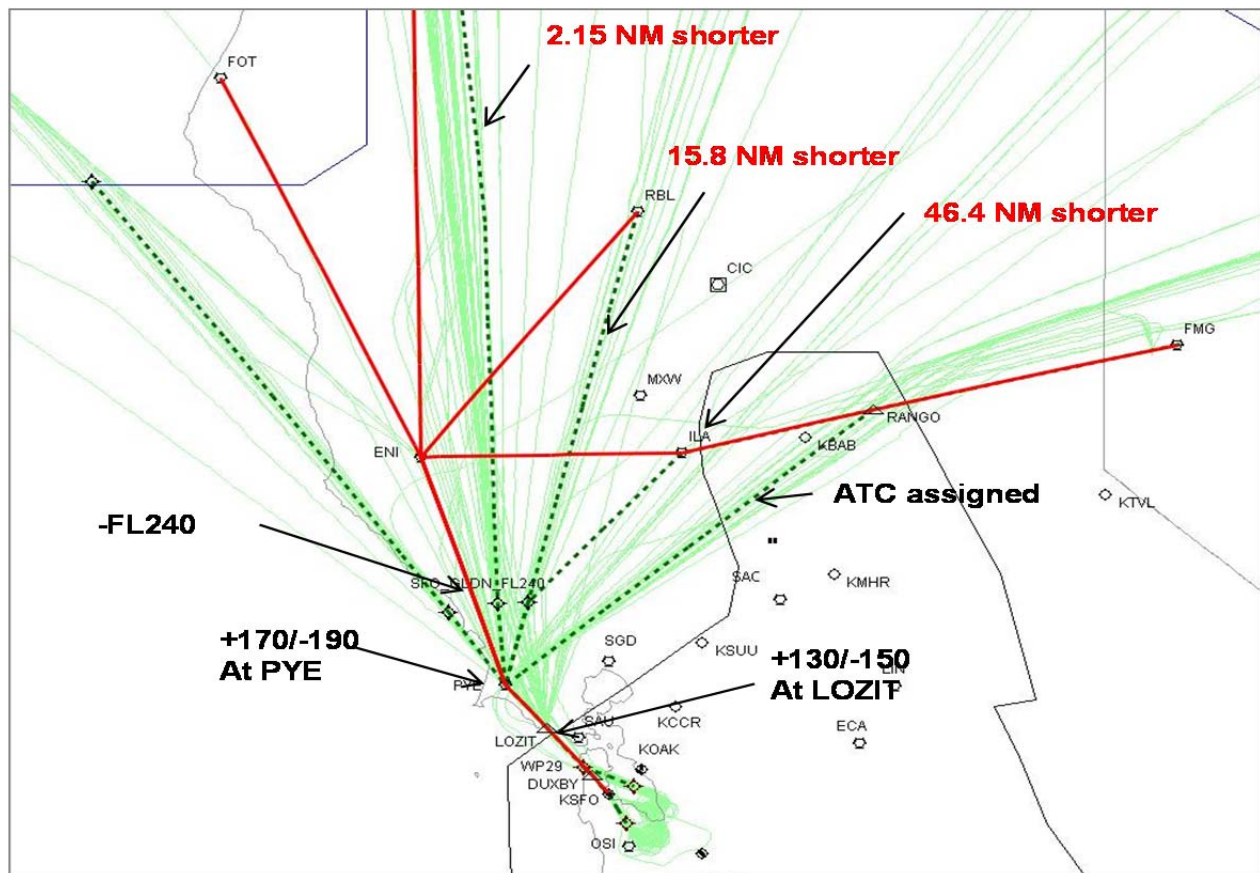 2.15 NM shorter
FOT
15.8 NM shorter
RBL
46.4 NM shorter
CIC
FMG
MXW
RANGO
ENI
ILA
KBAB
ATC assigned
KTVL
-FL240
SFO_GLDN_FL240
SAC
KMHR
+170/-190
At PYE
SGD
KSUU
+130/-150
At LOZIT
LIN
PYE
KCCR
LOZIT
SAU
ECA
WP29
KOAK
DUXBY
KSFO
OSI